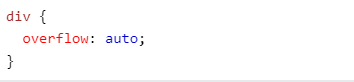 div {
  overflow: auto;
}